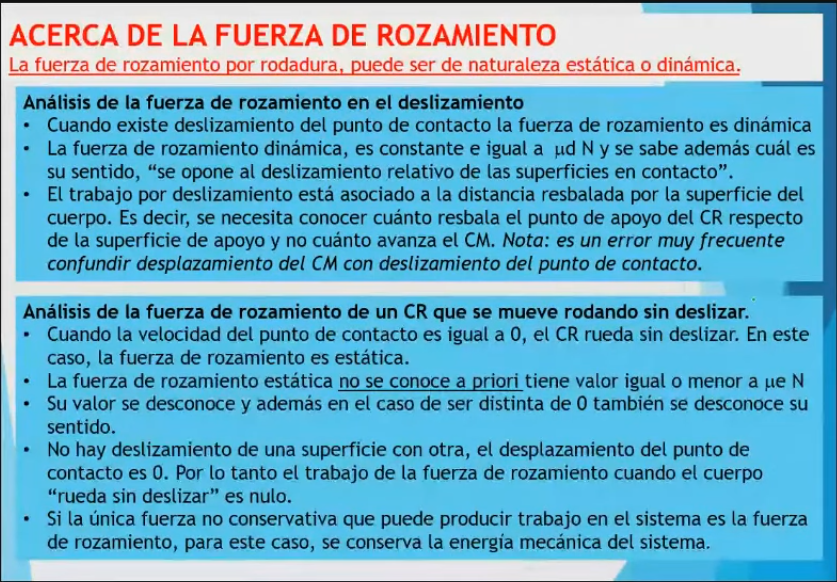 ACERCA DE LA FUERZA DE ROZAMIENTO
La fuerza de rozamiento por rodadura, puede ser de naturaleza estática o dinámica.
Análisis de la fuerza de rozamiento en el deslizamiento
• Cuando existe deslizamiento del punto de contacto la fuerza de rozamiento es dinámica
• La fuerza de rozamiento dinámica, es constante e igual a μd N y se sabe además cuál es
su sentido, “se opone al deslizamiento relativo de las superficies en contacto”.
• El trabajo por deslizamiento está asociado a la distancia resbalada por la superficie del
cuerpo. Es decir, se necesita conocer cuánto resbala el punto de apoyo del CR respecto
de la superficie de apoyo y no cuánto avanza el CM. Nota: es un error muy frecuente
confundir desplazamiento del CM con deslizamiento del punto de contacto.
Análisis de la fuerza de rozamiento de un CR que se mueve rodando sin deslizar.
• Cuando la velocidad del punto de contacto es igual a 0, el CR rueda sin deslizar. En este
caso, la fuerza de rozamiento es estática.
• La fuerza de rozamiento estática no se conoce a priori tiene valor igual o menor a μe N
• Su valor se desconoce y además en el caso de ser distinta de 0 también se desconoce su
sentido.
• No hay deslizamiento de una superficie con otra, el desplazamiento del punto de
contacto es 0. Por lo tanto el trabajo de la fuerza de rozamiento cuando el cuerpo
“rueda sin deslizar” es nulo.
• Si la única fuerza no conservativa que puede producir trabajo en el sistema es la fuerza
de rozamiento, para este caso, se conserva la energía mecánica del sistema.